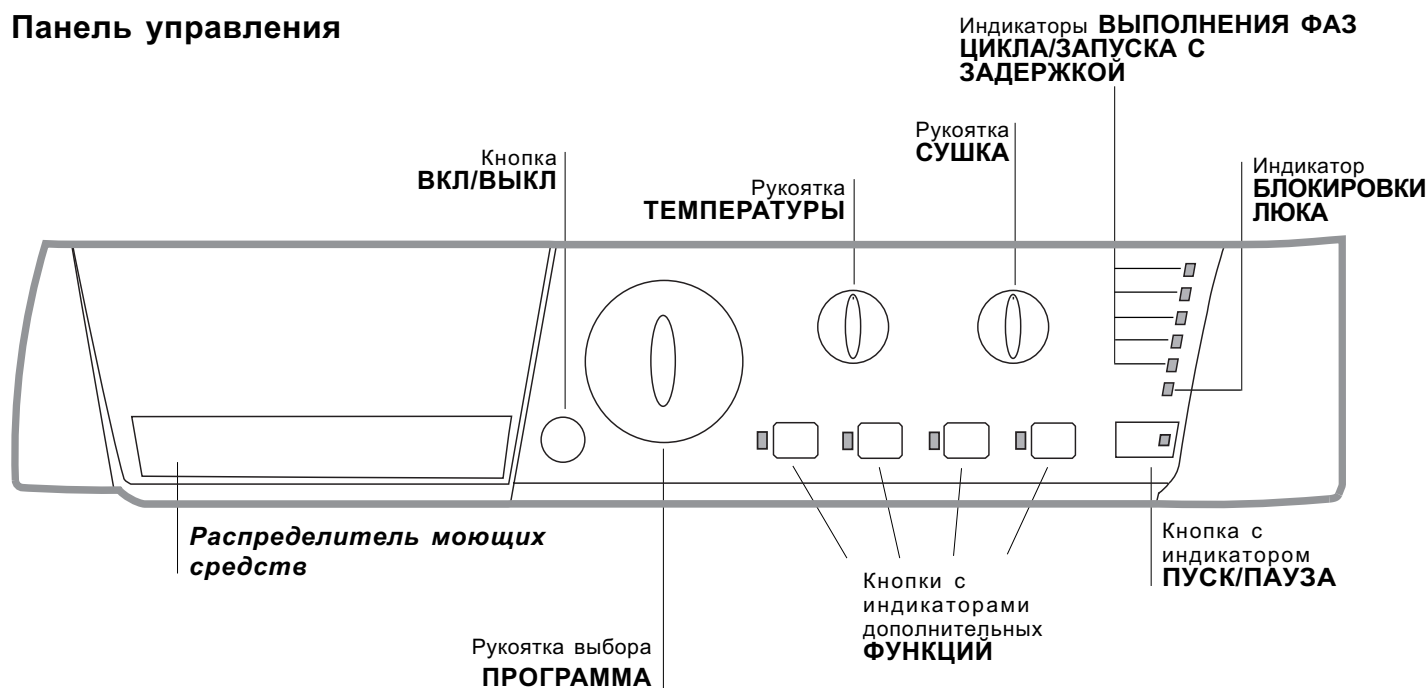 Панель управления
Индикаторы ВЫПОЛНЕНИЯ ФАЗ
ЦИКЛА/ЗАПУСКА С
ЗАДЕРЖКОЙ
Рукоятка
СУШКА
Кнопка
ВКЛ/ВЫКЛ
Рукоятка
ТЕМПЕРАТУРЫ
Индикатор
БЛОКИРОВКИ
ЛЮКА
Распределитель моющих
средств
Кнопка с
индикатором
ПУСК/ПАУЗА
Кнопки с
индикаторами
дополнительных
ФУНКЦИЙ
Рукоятка выбора
ПРОГРАММА